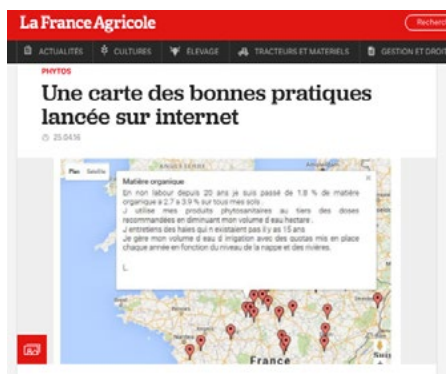 La France Agricole
Recherch
ACTUALITÉS CULTURES ÉLEVAGE TRACTEURS ET MATERIELS GESTION ET DROIT
PHYTOS
Une carte des bonnes pratiques
lancée sur internet
25.04.16
Plan Satellite
Matière organique
En non labour depuis 20 ans je suis passé de 1.8 % de matière
organique à 2.7 a 3.9 % sur tous mes sols .
J utilise mes produits phytosanitaires au tiers des doses
recommandées en diminuant mon volume d eau hectare .
J entretiens des haies qui n existaient pas il y as 15 ans
Je gère mon volume d eau d irrigation avec des quotas mis en place
chaque année en fonction du niveau de la nappe et des rivières.
L.
Nantes
France